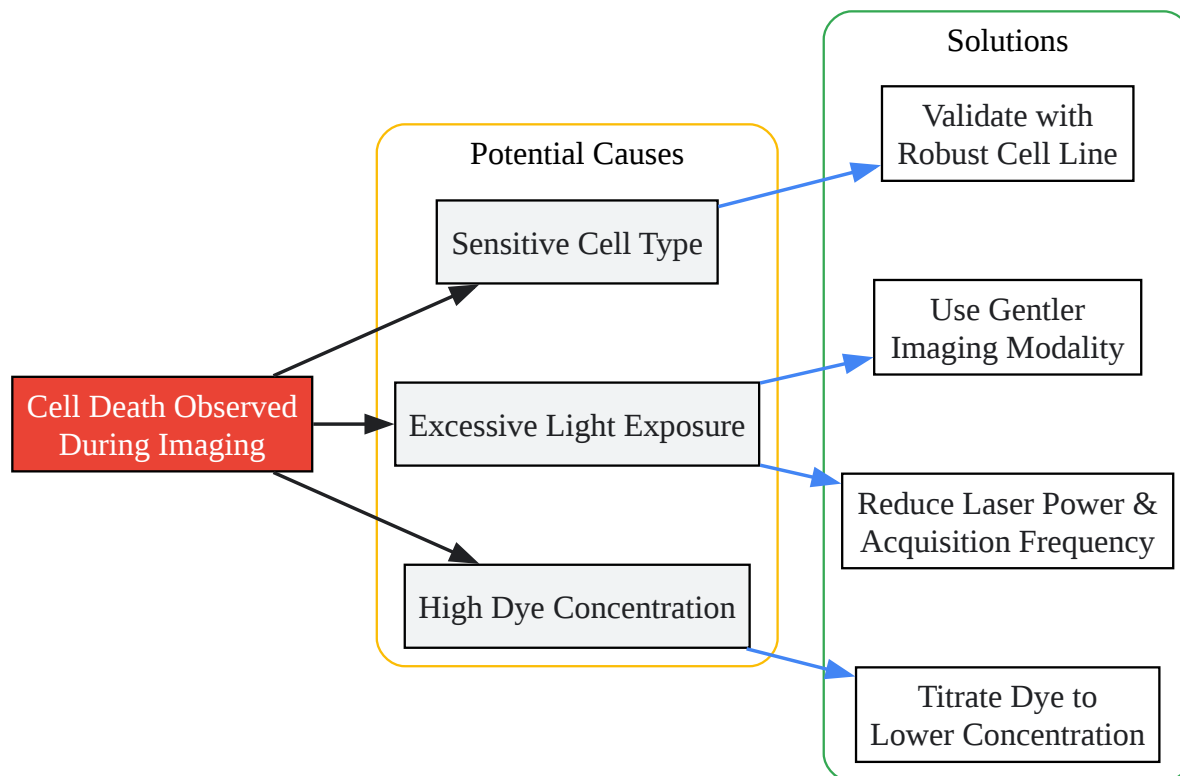 Cell Death Observed
During Imaging
Potential Causes
Sensitive Cell Type
Excessive Light Exposure
High Dye Concentration
Solutions
Validate with
Robust Cell Line
Use Gentler
Imaging Modality
Reduce Laser Power &
Acquisition Frequency
Titrate Dye to
Lower Concentration